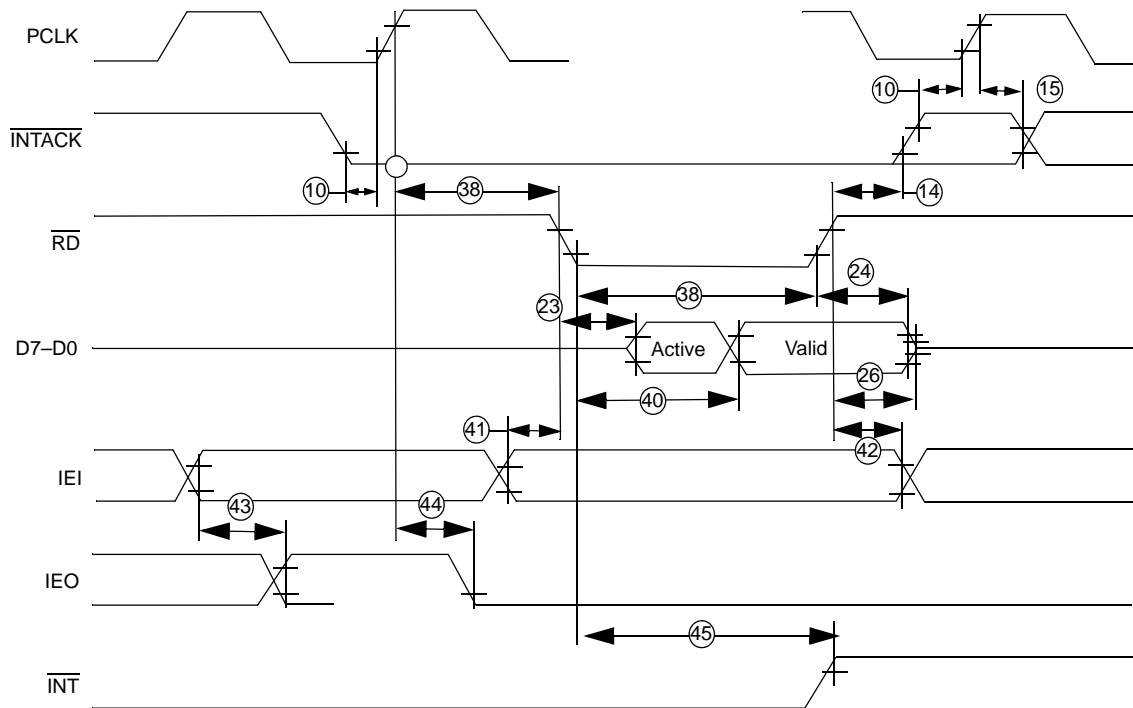 PCLK
10
15
INTACK
10
38
14
RD
24
38
23
D7–D0
Active
Valid
26
40
41
42
IEI
43
44
IEO
45
INT